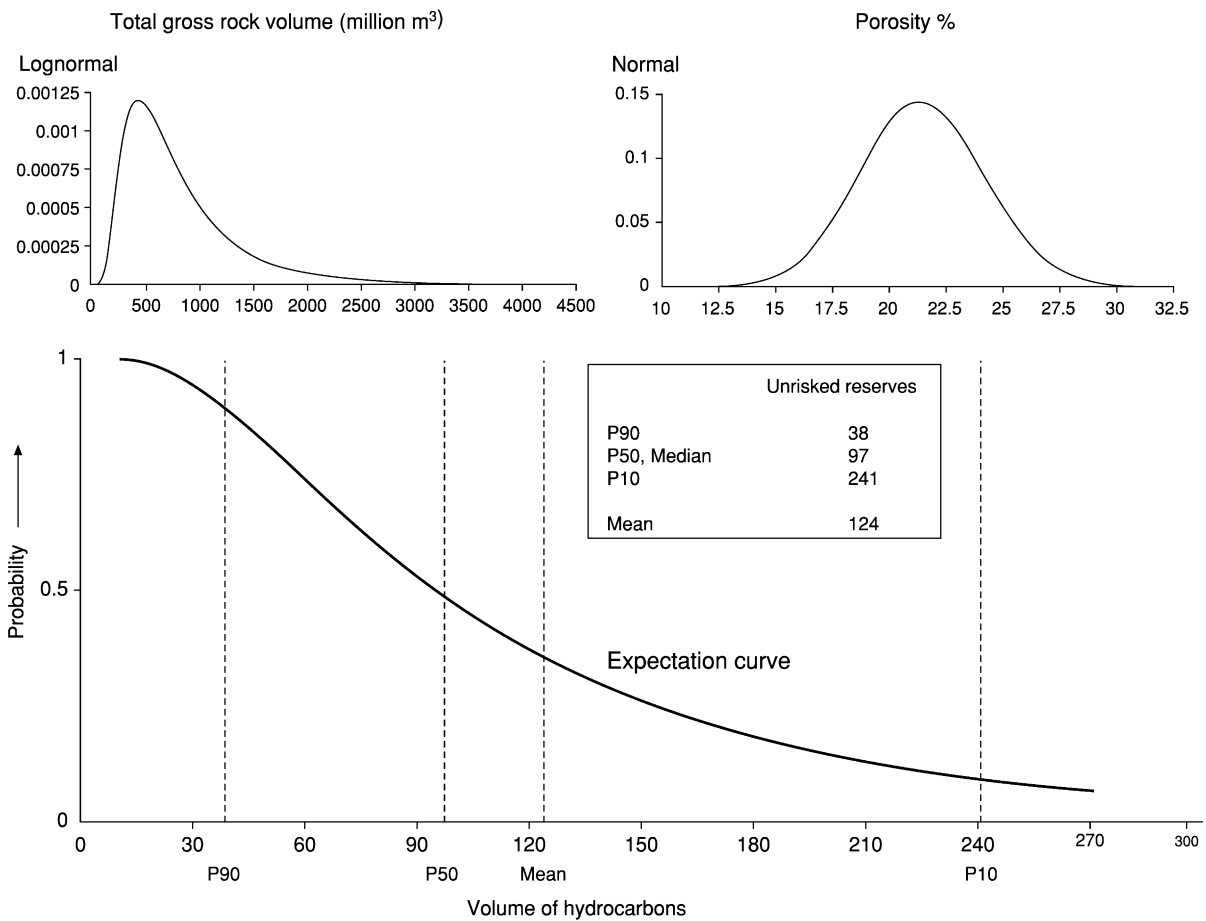 Total gross rock volume (million m³)
Lognormal
0.00125
0.001
0.00075
0.0005
0.00025
0
0 500 1000 1500 2000 2500 3000 3500 4000 4500
Porosity %
Normal
0.15
0.1
0.05
0
10 12.5 15 17.5 20 22.5 25 27.5 30 32.5
Probability
1
0.5
0
Unrisked reserves
P90 38
P50, Median 97
P10 241
Mean 124
Expectation curve
0 30 60 90 120 150 180 210 240 270 300
P90 P50 Mean P10
Volume of hydrocarbons